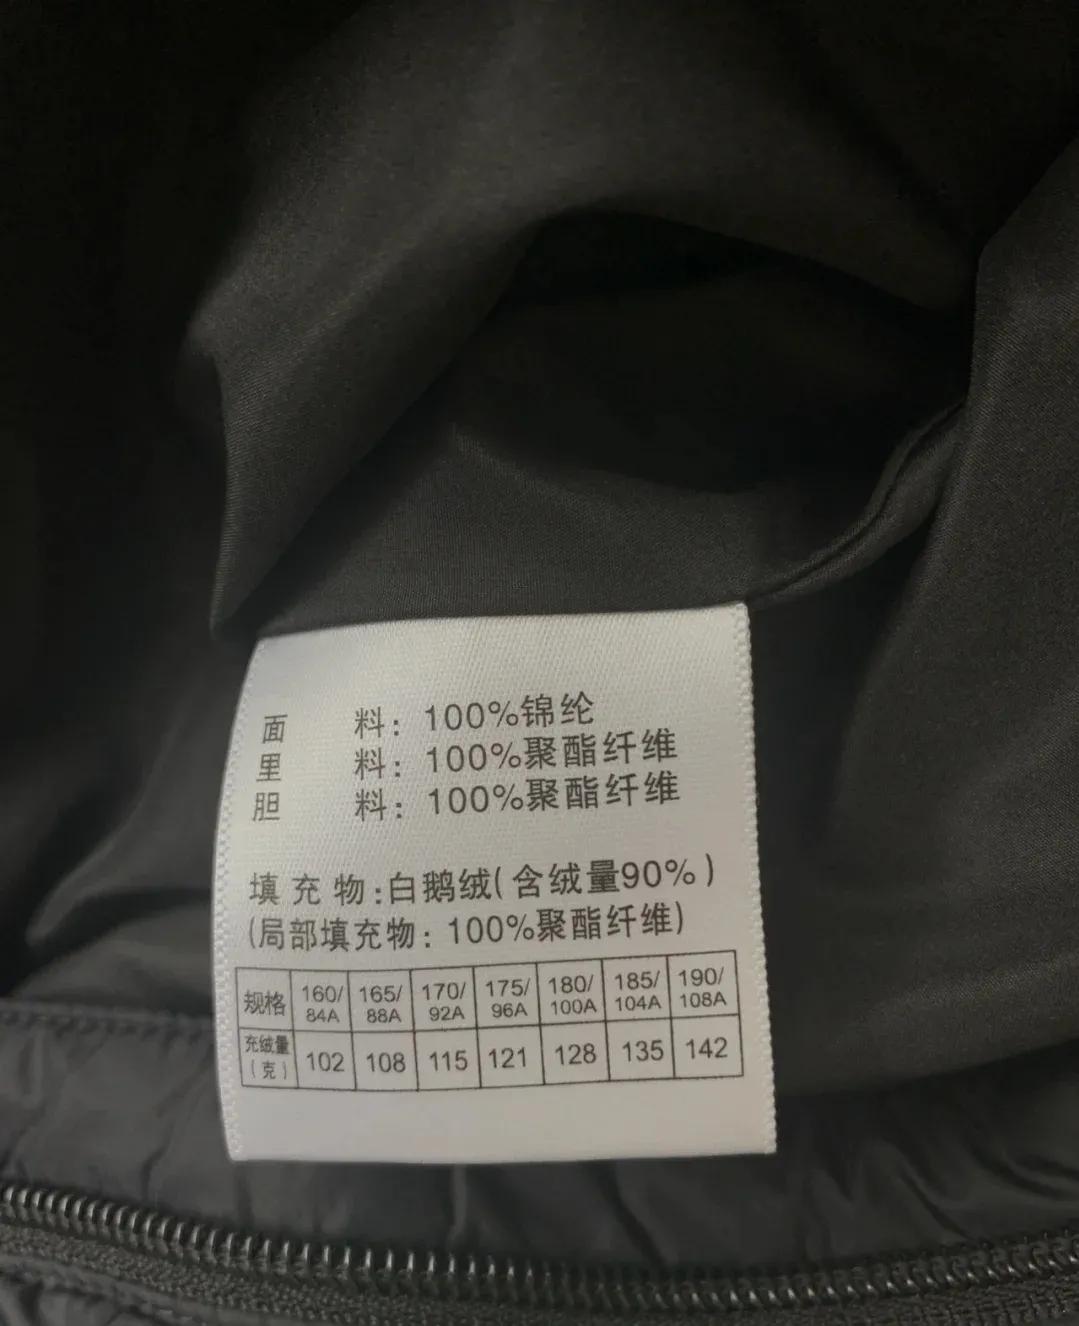 面 料：100%锦纶
里 料：100%聚酯纤维
胆 料：100%聚酯纤维
填 充 物：白鹅绒(含绒量90%)
(局部填充物：100%聚酯纤维)
规格 160/84A 165/88A 170/92A 175/96A 180/100A 185/104A 190/108A
充绒量(克) 102 108 115 121 128 135 142